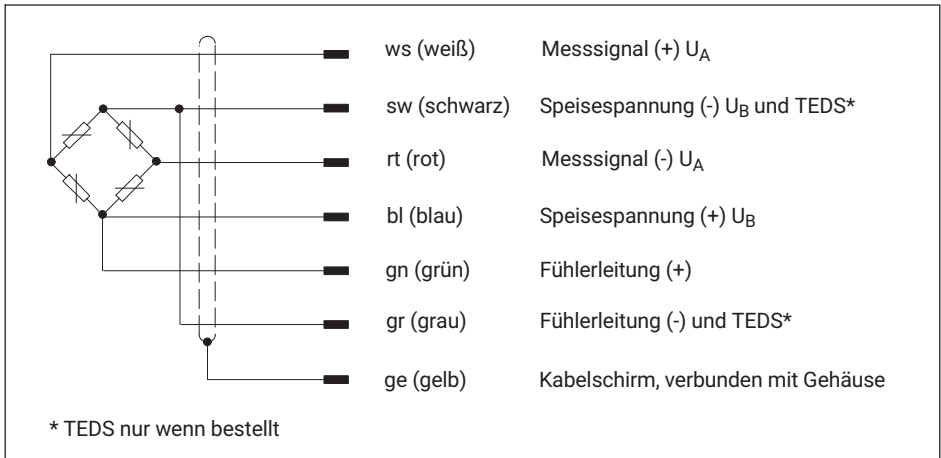 ws (weiß) Messsignal (+) UA
sw (schwarz) Speisespannung (-) UB und TEDS*
rt (rot) Messsignal (-) UA
bl (blau) Speisespannung (+) UB
gn (grün) Fühlerleitung (+)
gr (grau) Fühlerleitung (-) und TEDS*
ge (gelb) Kabelschirm, verbunden mit Gehäuse
* TEDS nur wenn bestellt